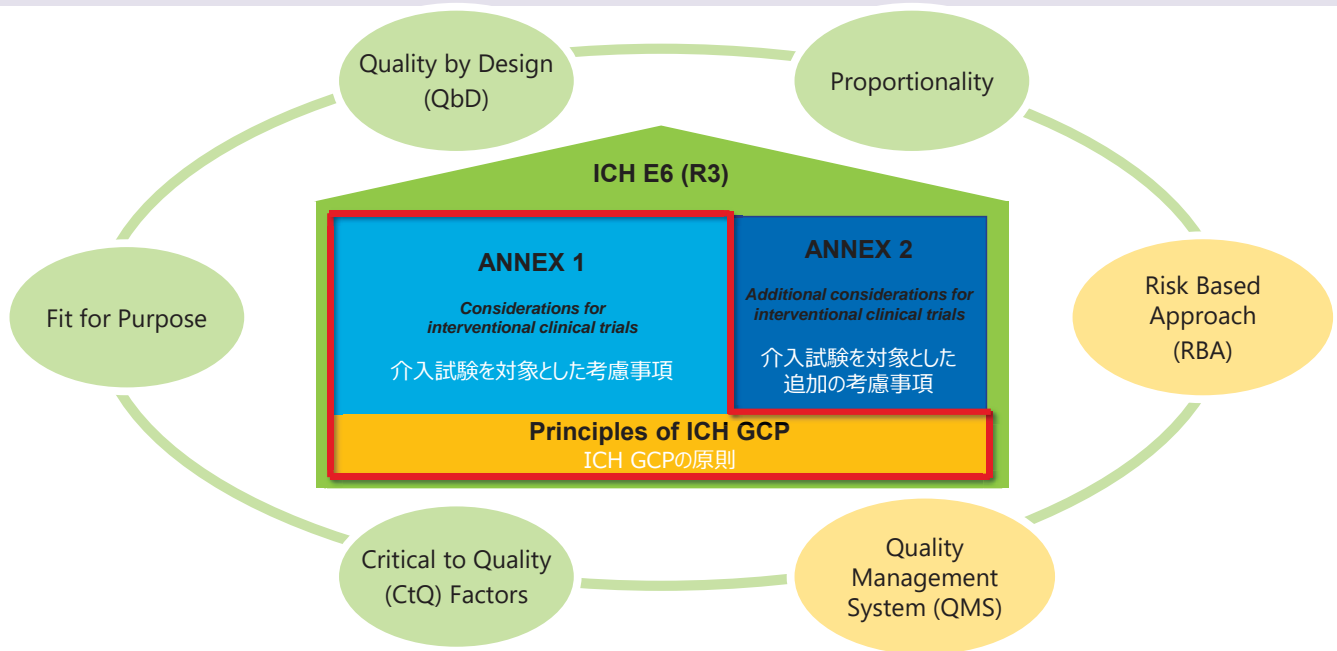 Quality by Design
(QbD)
Proportionality
ICH E6 (R3)
ANNEX 1
Considerations for
interventional clinical trials
介入試験を対象とした考慮事項
ANNEX 2
Additional considerations for
interventional clinical trials
介入試験を対象とした
追加の考慮事項
Fit for Purpose
Risk Based
Approach
(RBA)
Principles of ICH GCP
ICH GCPの原則
Critical to Quality
(CtQ) Factors
Quality
Management
System (QMS)